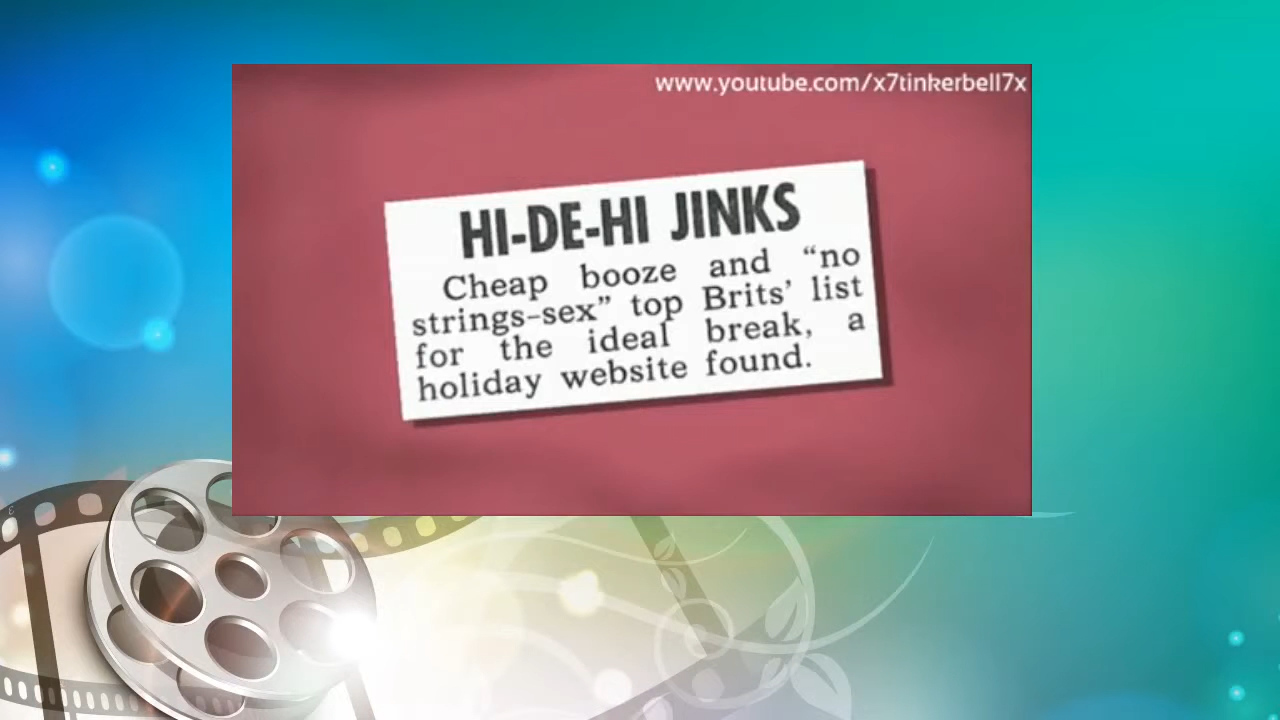 www.youtube.com/x7tinkerbell7x
HI-DE-HI JINKS
Cheap booze and “no
strings-sex” top Brits’ list
for the ideal break, a
holiday website found.